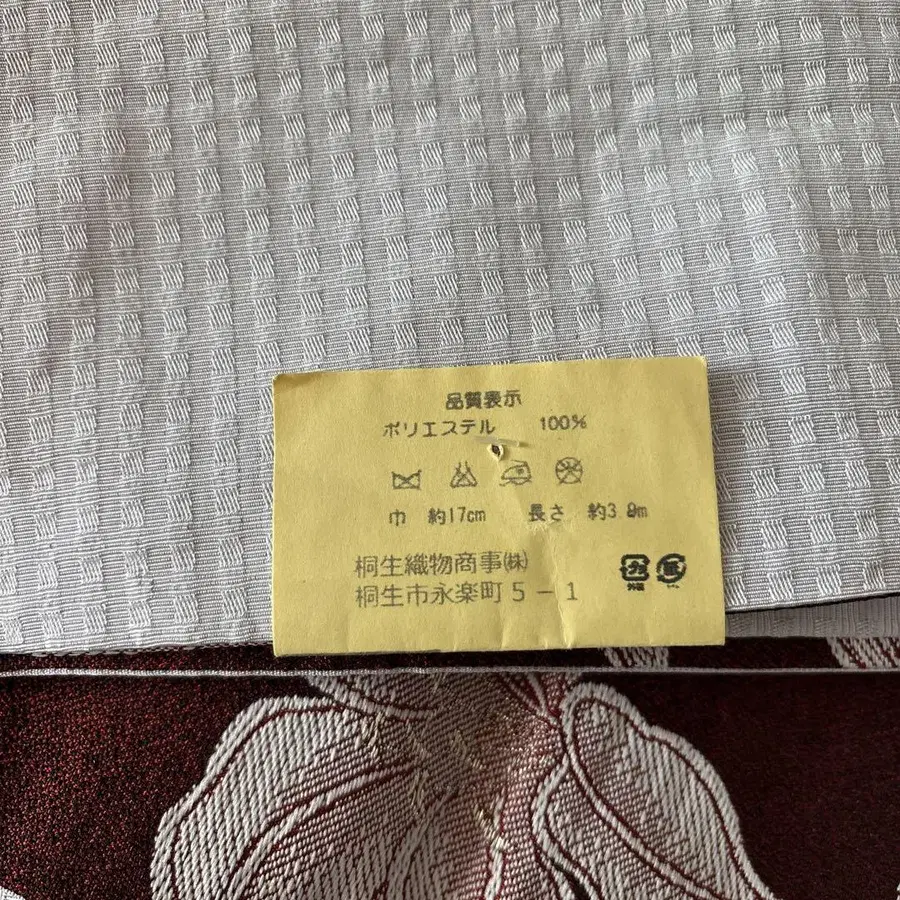 品質表示
ポリエステル 100%
巾 約17cm 長さ 約3.8m
桐生織物商事㈱
桐生市永楽町5-1